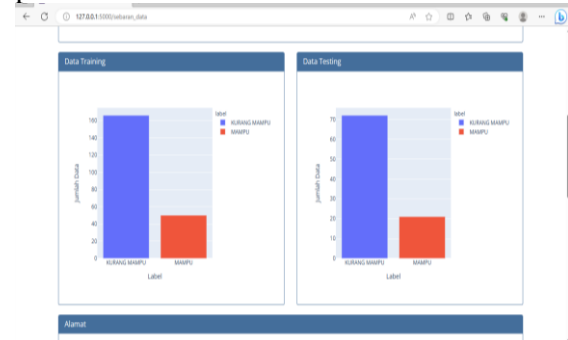 127.0.0.1:5000/sebaran_data
Data Training
label
KURANG MAMPU
MAMPU
160
140
120
100
80
60
40
20
0
Jumlah Data
KURANG MAMPU
MAMPU
Label
Data Testing
label
KURANG MAMPU
MAMPU
70
60
50
40
30
20
10
0
Jumlah Data
KURANG MAMPU
MAMPU
Label
Alamat